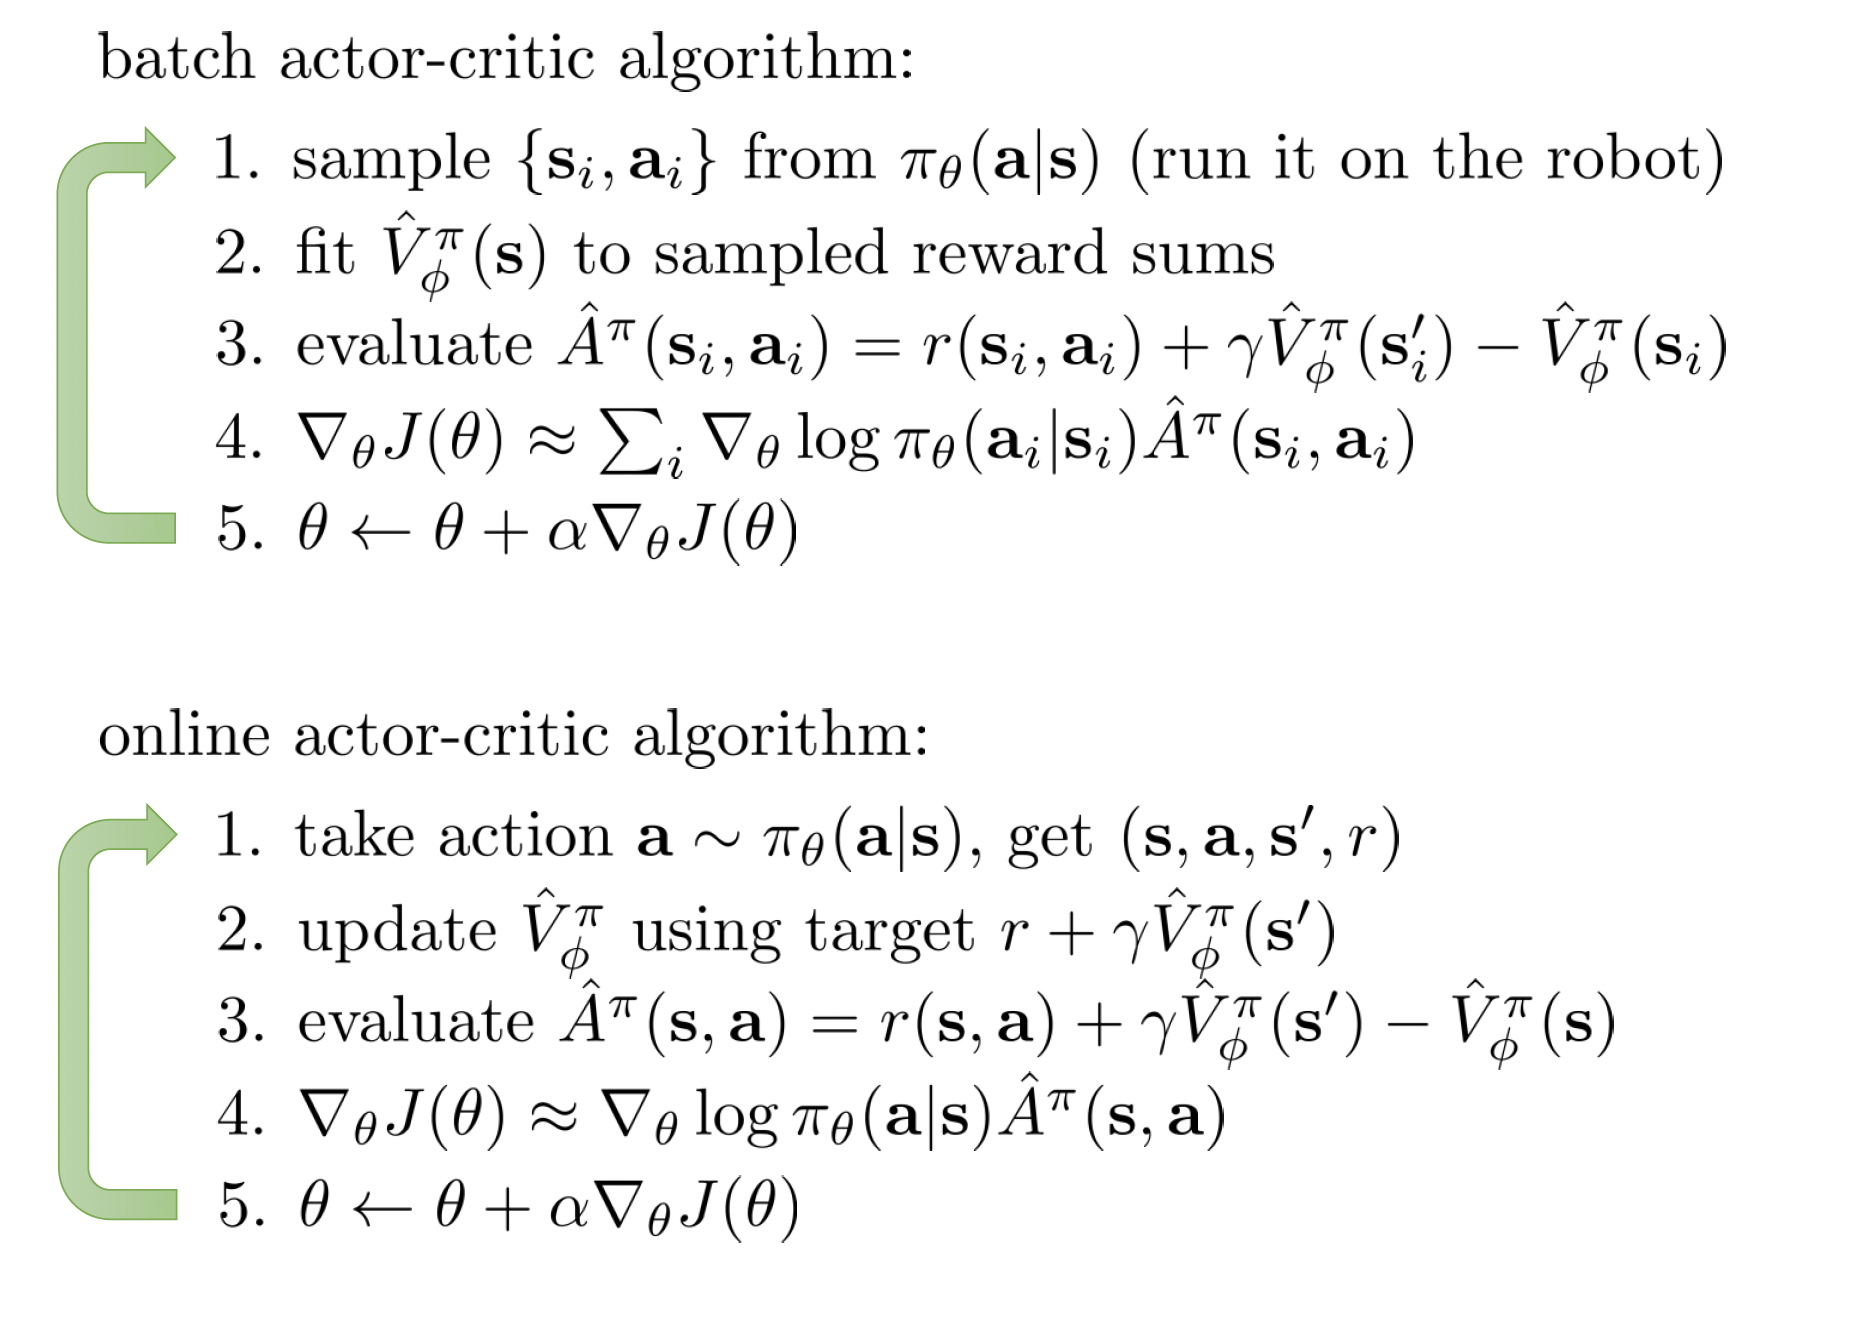 batch actor-critic algorithm:
1. sample {𝐬ᵢ, 𝐚ᵢ} from π_θ(𝐚|𝐬) (run it on the robot)
2. fit V̂^π_ϕ(𝐬) to sampled reward sums
3. evaluate Â^π(𝐬ᵢ, 𝐚ᵢ) = r(𝐬ᵢ, 𝐚ᵢ) + γV̂^π_ϕ(𝐬′ᵢ) − V̂^π_ϕ(𝐬ᵢ)
4. ∇_θJ(θ) ≈ ∑ᵢ ∇_θ log π_θ(𝐚ᵢ|𝐬ᵢ)Â^π(𝐬ᵢ, 𝐚ᵢ)
5. θ ← θ + α∇_θJ(θ)
online actor-critic algorithm:
1. take action 𝐚 ∼ π_θ(𝐚|𝐬), get (𝐬, 𝐚, 𝐬′, r)
2. update V̂^π_ϕ using target r + γV̂^π_ϕ(𝐬′)
3. evaluate Â^π(𝐬, 𝐚) = r(𝐬, 𝐚) + γV̂^π_ϕ(𝐬′) − V̂^π_ϕ(𝐬)
4. ∇_θJ(θ) ≈ ∇_θ log π_θ(𝐚|𝐬)Â^π(𝐬, 𝐚)
5. θ ← θ + α∇_θJ(θ)